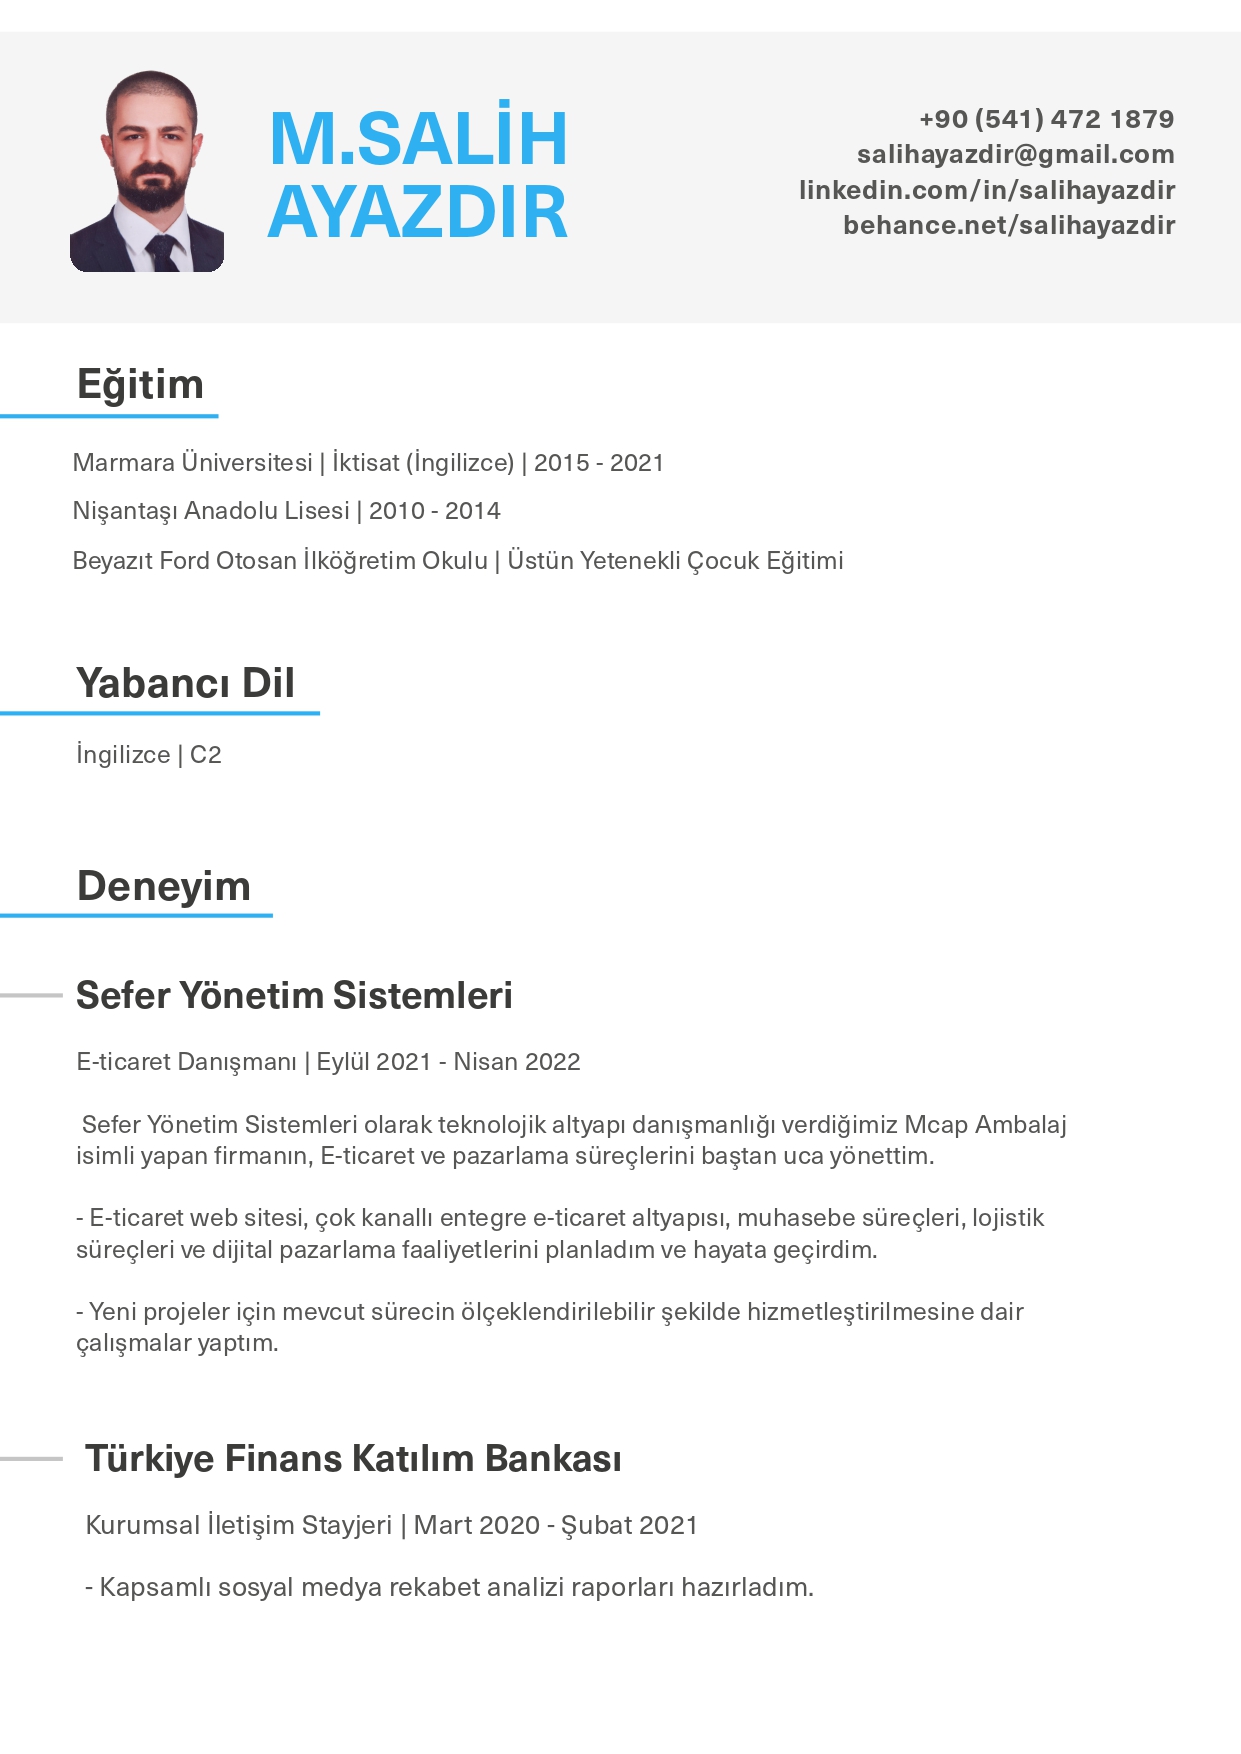 M.SALİH
AYAZDIR
+90 (541) 472 1879
salihayazdir@gmail.com
linkedin.com/in/salihayazdir
behance.net/salihayazdir
Eğitim
Marmara Üniversitesi | İktisat (İngilizce) | 2015 - 2021
Nişantaşı Anadolu Lisesi | 2010 - 2014
Beyazıt Ford Otosan İlköğretim Okulu | Üstün Yetenekli Çocuk Eğitimi
Yabancı Dil
İngilizce | C2
Deneyim
Sefer Yönetim Sistemleri
E-ticaret Danışmanı | Eylül 2021 - Nisan 2022
Sefer Yönetim Sistemleri olarak teknolojik altyapı danışmanlığı verdiğimiz Mcap Ambalaj
isimli yapan firmanın, E-ticaret ve pazarlama süreçlerini baştan uca yönettim.
- E-ticaret web sitesi, çok kanallı entegre e-ticaret altyapısı, muhasebe süreçleri, lojistik
süreçleri ve dijital pazarlama faaliyetlerini planladım ve hayata geçirdim.
- Yeni projeler için mevcut sürecin ölçeklendirilebilir şekilde hizmetleştirilmesine dair
çalışmalar yaptım.
Türkiye Finans Katılım Bankası
Kurumsal İletişim Stayjeri | Mart 2020 - Şubat 2021
- Kapsamlı sosyal medya rekabet analizi raporları hazırladım.